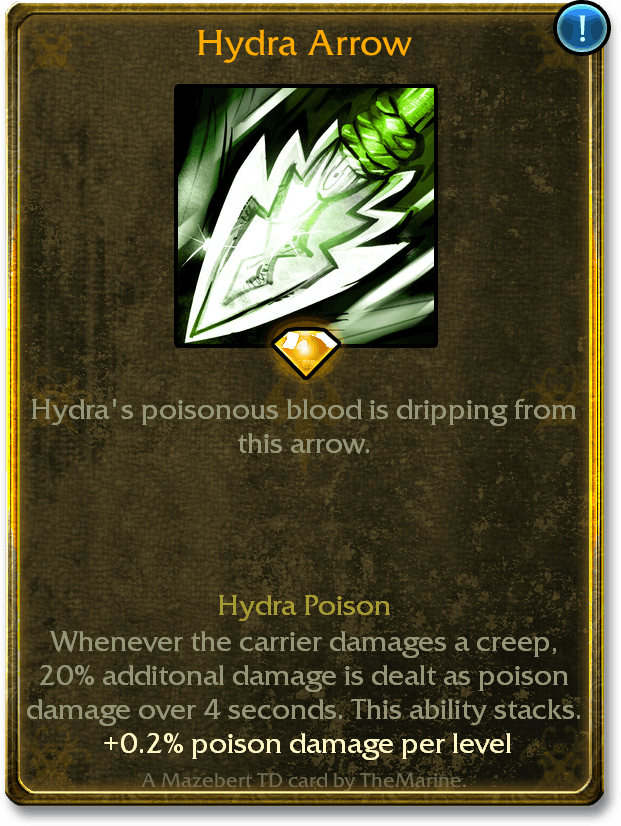 Hydra Arrow
!
Hydra's poisonous blood is dripping from
this arrow.
Hydra Poison
Whenever the carrier damages a creep,
20% additonal damage is dealt as poison
damage over 4 seconds. This ability stacks.
+0.2% poison damage per level
A Mazebert TD card by TheMarine.